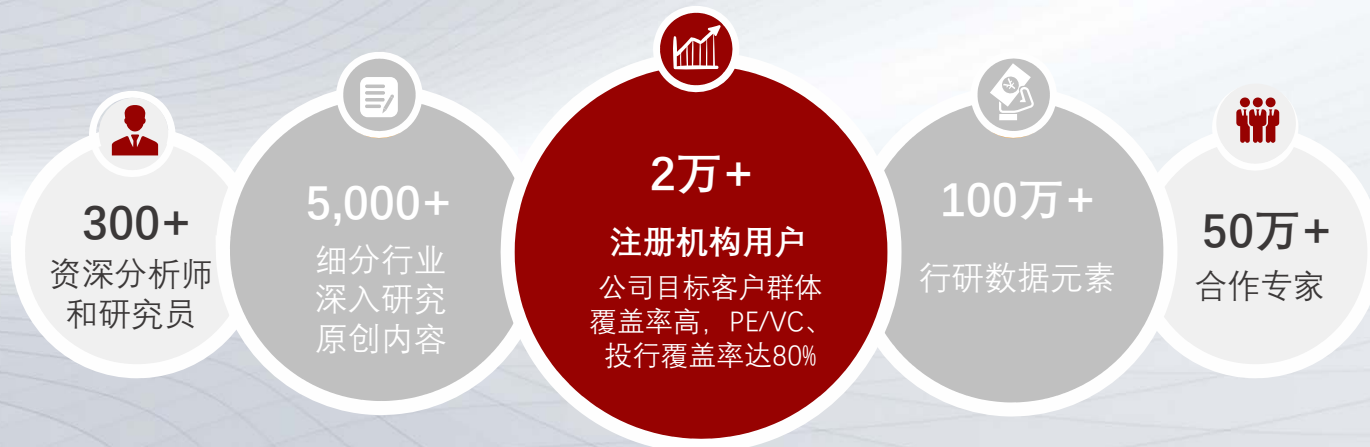 300+
资深分析师
和研究员
5,000+
细分行业
深入研究
原创内容
2万+
注册机构用户
公司目标客户群体
覆盖率高，PE/VC、
投行覆盖率达80%
100万+
行研数据元素
50万+
合作专家